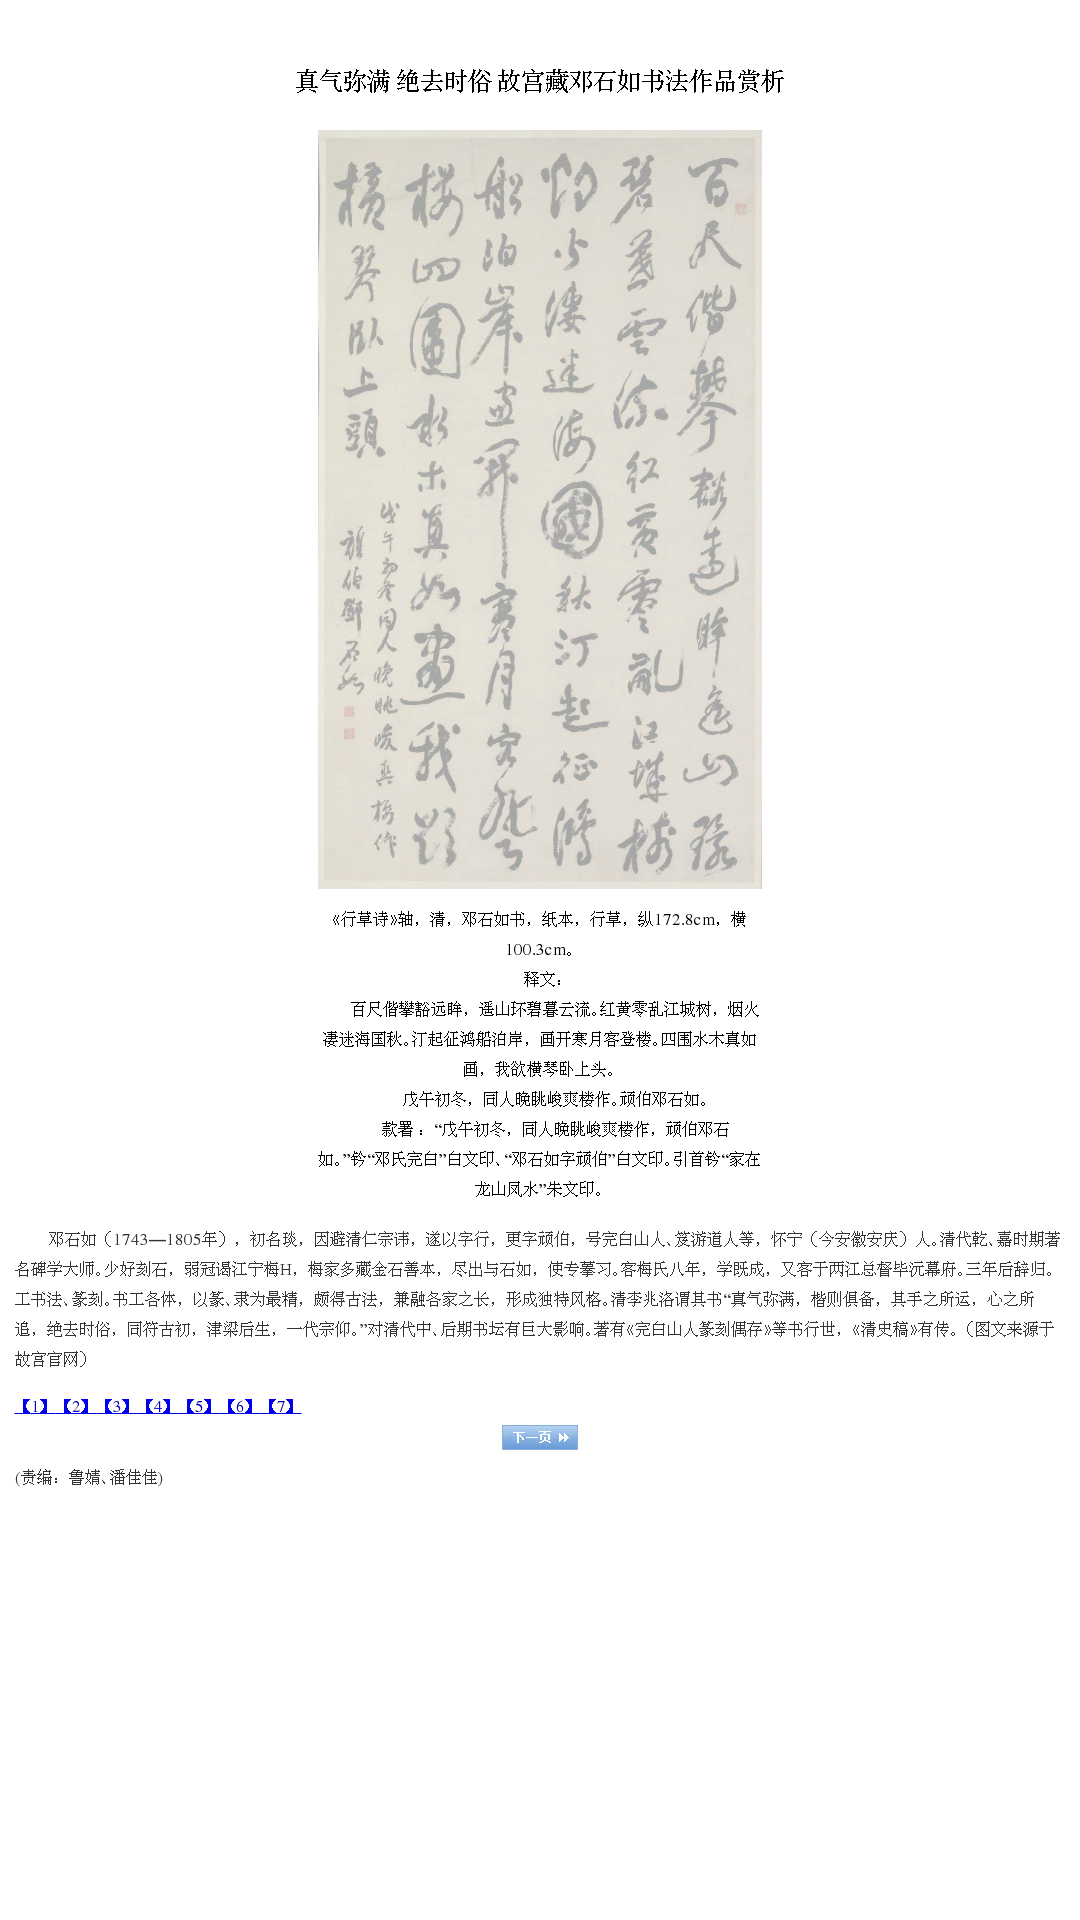 真气弥满 绝去时俗 故宫藏邓石如书法作品赏析
百尺偕攀豁远眸遥山环
碧暮云流红黄零亂江城树
烟火凄迷海國秋汀起征鴻
船泊岸画开寒月客登
楼四围水木真如画我欲
横琴卧上頭
戊午初冬同人晚眺峻爽楼作
頑伯鄧石如
《行草诗》轴，清，邓石如书，纸本，行草，纵172.8cm，横
100.3cm。
释文：
百尺偕攀豁远眸，遥山环碧暮云流。红黄零乱江城树，烟火
凄迷海国秋。汀起征鸿船泊岸，画开寒月客登楼。四围水木真如
画，我欲横琴卧上头。
戊午初冬，同人晚眺峻爽楼作。顽伯邓石如。
款署：“戊午初冬，同人晚眺峻爽楼作，顽伯邓石
如。”钤“邓氏完白”白文印、“邓石如字顽伯”白文印。引首钤“家在
龙山凤水”朱文印。
邓石如（1743—1805年），初名琰，因避清仁宗讳，遂以字行，更字顽伯，号完白山人、笈游道人等，怀宁（今安徽安庆）人。清代乾、嘉时期著
名碑学大师。少好刻石，弱冠谒江宁梅H，梅家多藏金石善本，尽出与石如，使专摹习。客梅氏八年，学既成，又客于两江总督毕沅幕府。三年后辞归。
工书法、篆刻。书工各体，以篆、隶为最精，颇得古法，兼融各家之长，形成独特风格。清李兆洛谓其书“真气弥满，楷则俱备，其手之所运，心之所
追，绝去时俗，同符古初，津梁后生，一代宗仰。”对清代中、后期书坛有巨大影响。著有《完白山人篆刻偶存》等书行世，《清史稿》有传。（图文来源于
故宫官网）
【1】 【2】 【3】 【4】 【5】 【6】 【7】
下一页
(责编：鲁婧、潘佳佳)